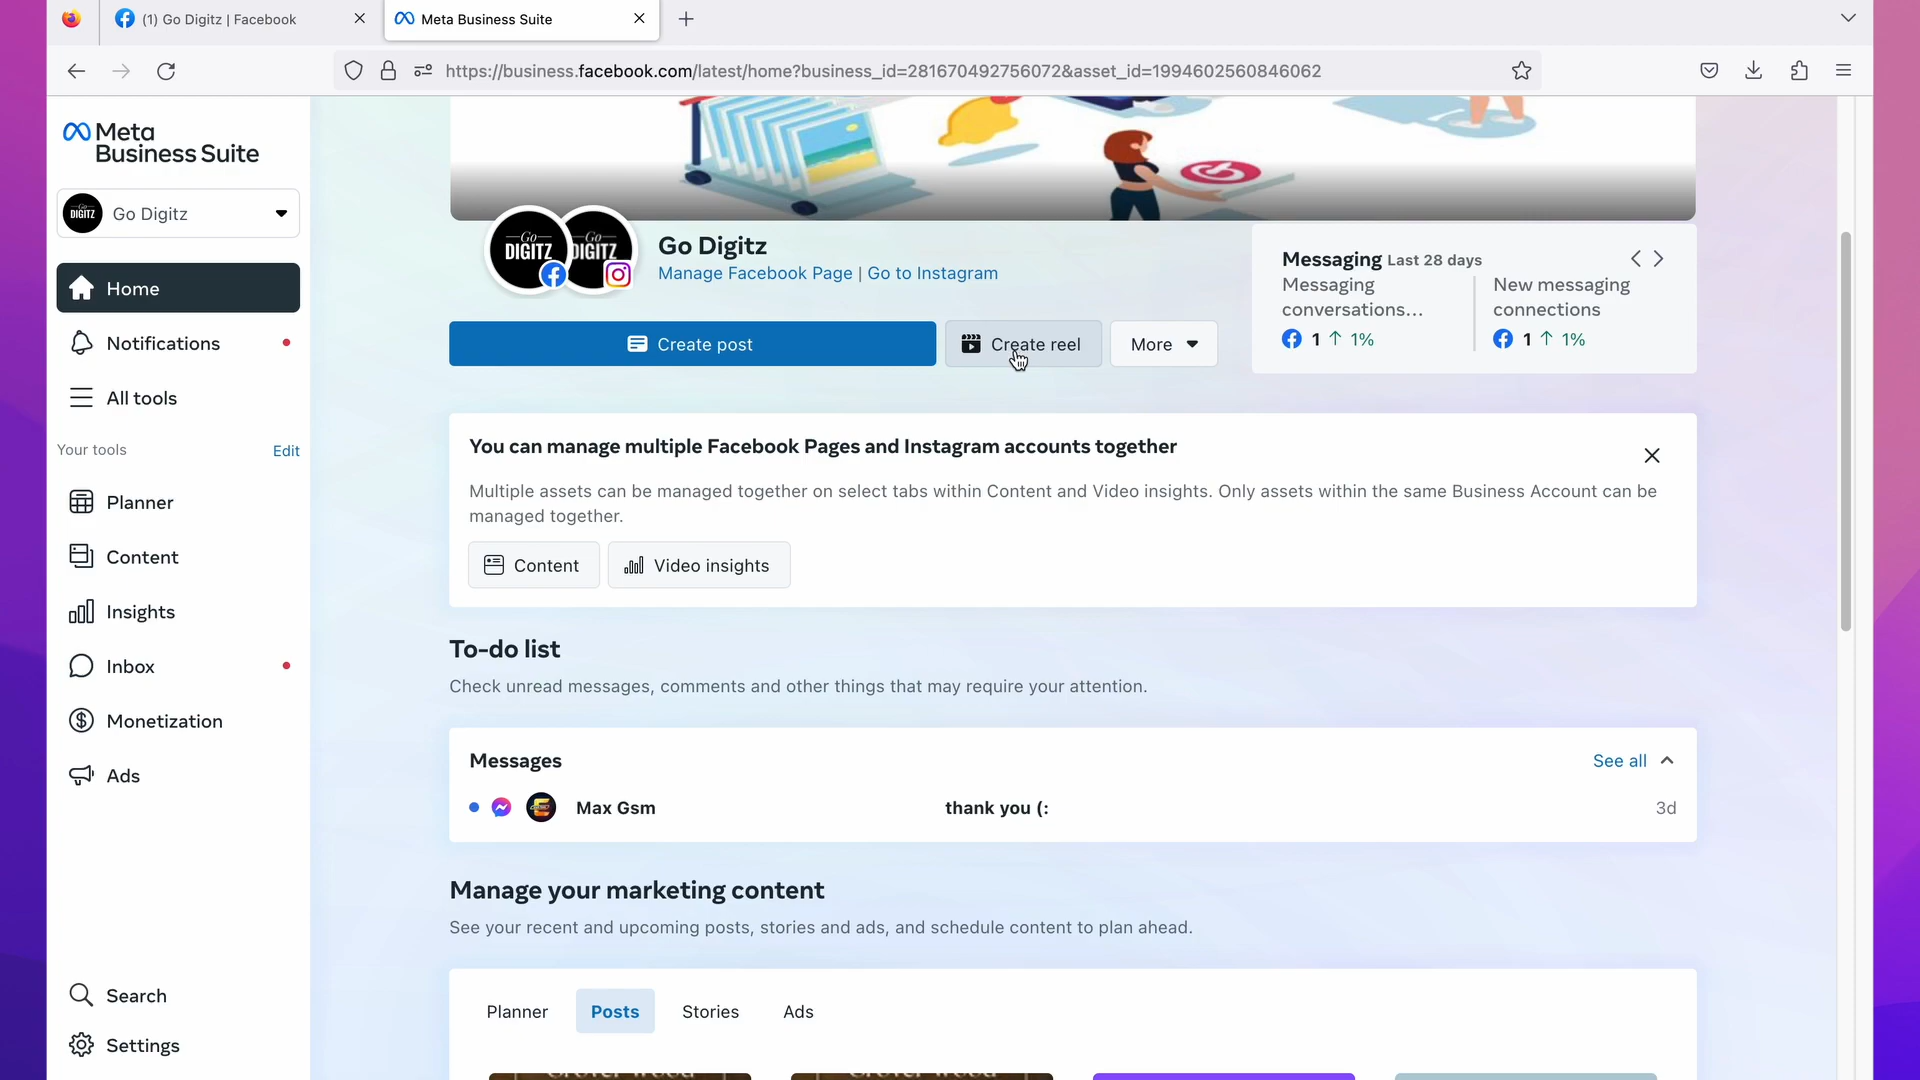 (1) Go Digitz | Facebook
Meta Business Suite
https://business.facebook.com/latest/home?business_id=281670492756072&asset_id=1994602560846062
Meta
Business Suite
Go DIGITZ
Go Digitz
Home
Notifications
All tools
Your tools
Edit
Planner
Content
Insights
Inbox
Monetization
Ads
Search
Settings
Go DIGITZ
Go DIGITZ
Go Digitz
Manage Facebook Page | Go to Instagram
Create post
Create reel
More
Messaging Last 28 days
Messaging conversations...
1 ↑ 1%
New messaging connections
1 ↑ 1%
You can manage multiple Facebook Pages and Instagram accounts together
Multiple assets can be managed together on select tabs within Content and Video insights. Only assets within the same Business Account can be
managed together.
Content
Video insights
To-do list
Check unread messages, comments and other things that may require your attention.
Messages
See all
Max Gsm
thank you (:
3d
Manage your marketing content
See your recent and upcoming posts, stories and ads, and schedule content to plan ahead.
Planner
Posts
Stories
Ads